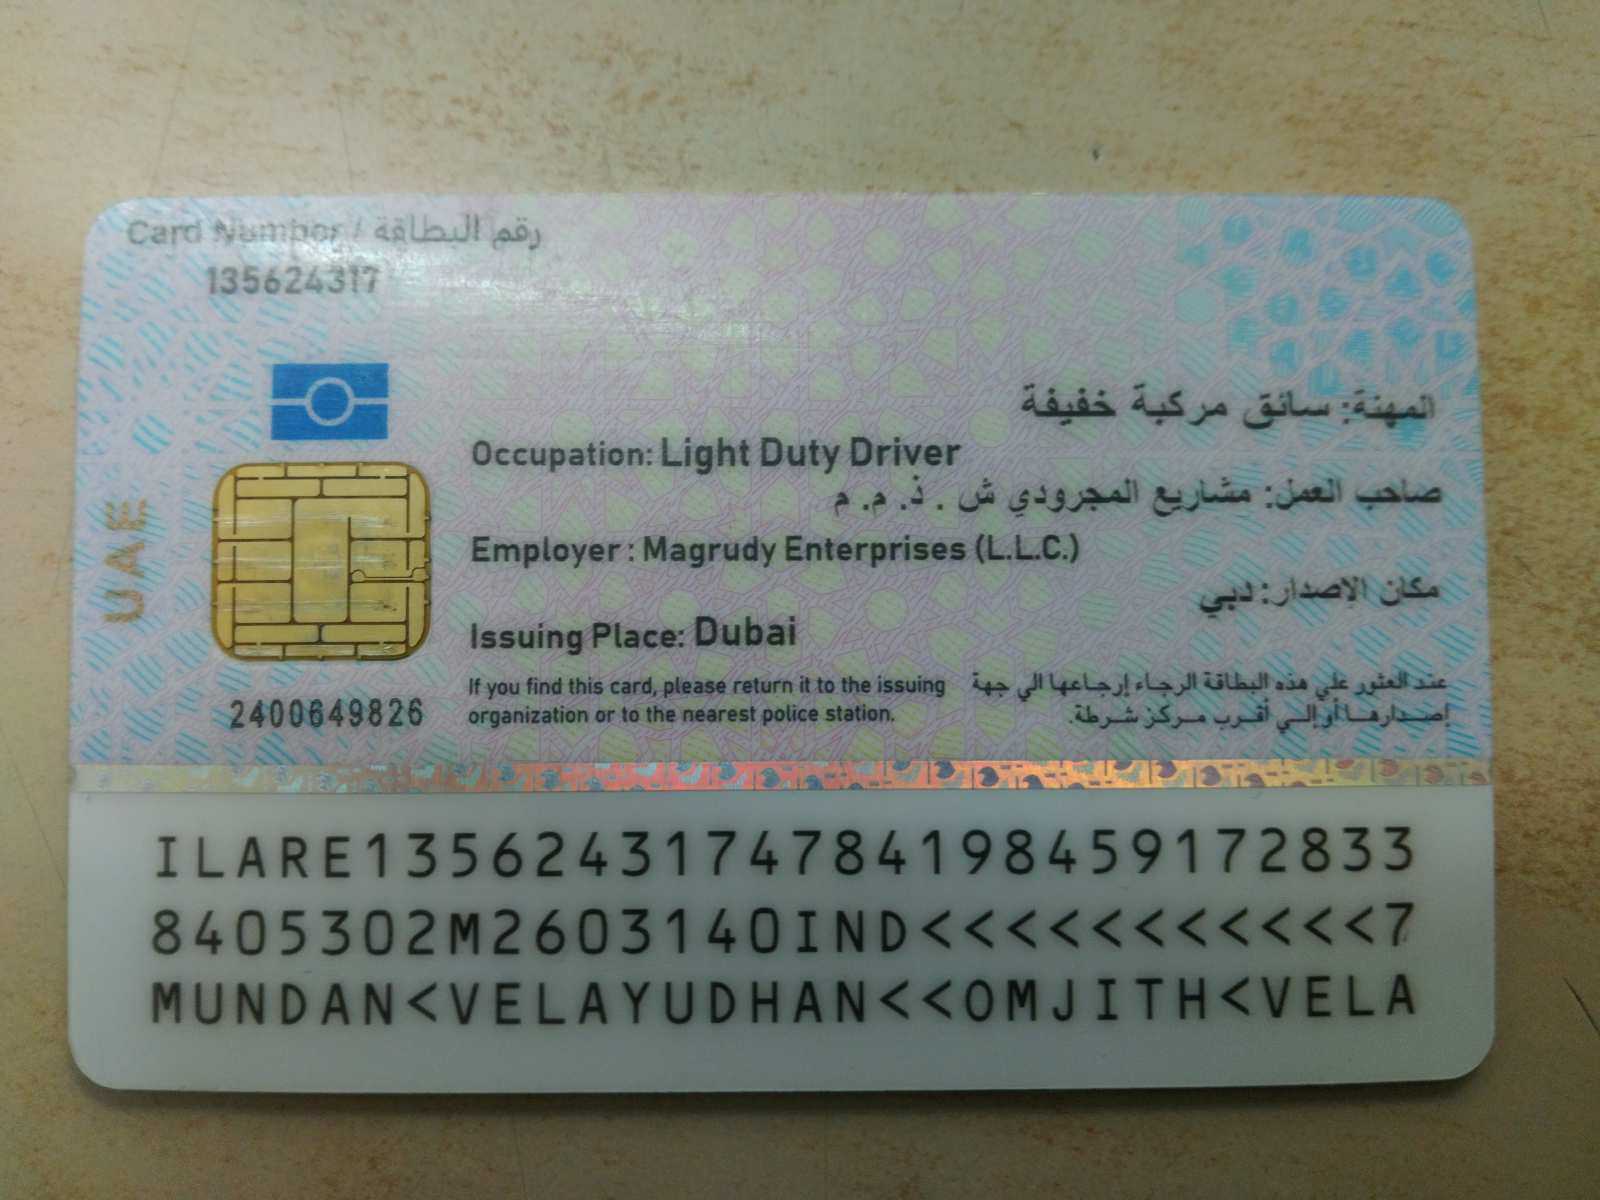 Card Number / رقم البطاقة
135624317
المهنة: سائق مركبة خفيفة
Occupation: Light Duty Driver
صاحب العمل: مشاريع المجرودي ش . ذ. م. م
Employer : Magrudy Enterprises (L.L.C.)
مكان الإصدار: دبي
Issuing Place: Dubai
UAE
If you find this card, please return it to the issuing
organization or to the nearest police station.
عند العثور علي هذه البطاقة الرجاء إرجاعها الي جهة
إصدارها أو إلي أقرب مركز شرطة.
2400649826
ILARE1356243174784198459172833
8405302M2603140IND<<<<<<<<<<<7
MUNDAN<VELAYUDHAN<<OMJITH<VELA